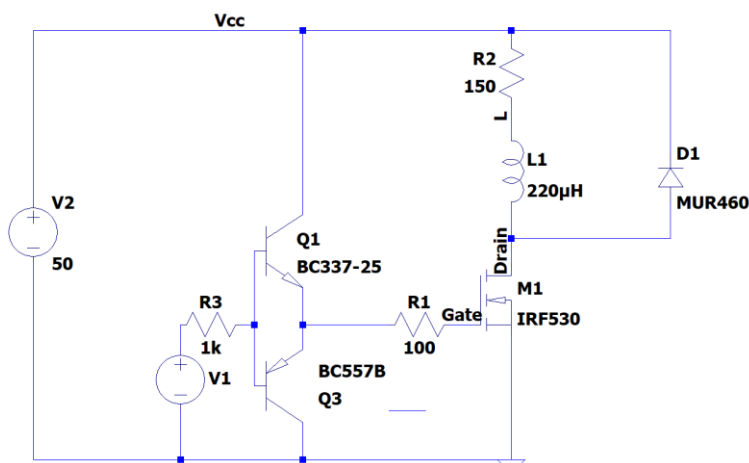 Vcc
R2
150
L
L1
220µH
D1
MUR460
V2
50
Q1
BC337-25
Drain
M1
IRF530
R3
1k
R1
100
Gate
V1
BC557B
Q3
+
−
+
−